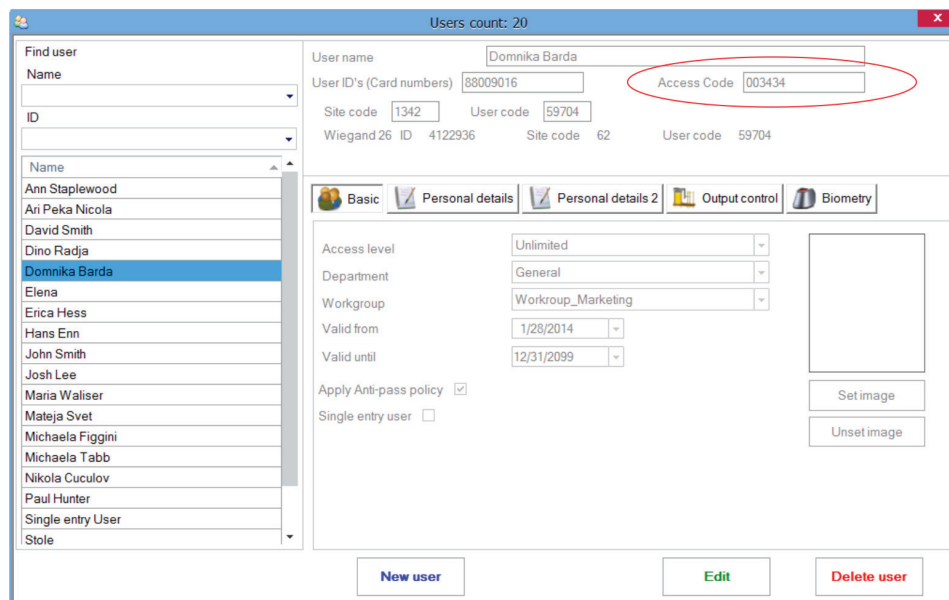 Users count: 20
x
Find user
Name
ID
Name
Ann Staplewood
Ari Peka Nicola
David Smith
Dino Radja
Domnika Barda
Elena
Erica Hess
Hans Enn
John Smith
Josh Lee
Maria Waliser
Mateja Svet
Michaela Figgini
Michaela Tabb
Nikola Cuculov
Paul Hunter
Single entry User
Stole
User name Domnika Barda
User ID's (Card numbers) 88009016 Access Code 003434
Site code 1342 User code 59704
Wiegand 26 ID 4122936 Site code 62 User code 59704
Basic Personal details Personal details 2 Output control Biometry
Access level Unlimited
Department General
Workgroup Workroup_Marketing
Valid from 1/28/2014
Valid until 12/31/2099
Apply Anti-pass policy
Single entry user
Set image
Unset image
New user Edit Delete user